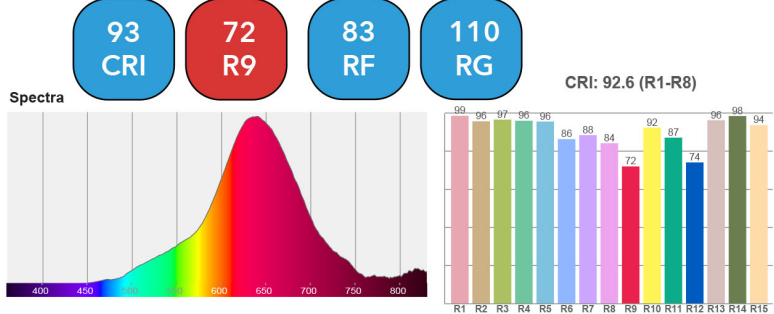 93 72 83 110
CRI R9 RF RG
CRI: 92.6 (R1-R8)
Spectra
99 96 97 96 96 86 88 84 72 92 87 74 96 98 94
400 450 500 550 600 650 700 750 800
R1 R2 R3 R4 R5 R6 R7 R8 R9 R10 R11 R12 R13 R14 R15